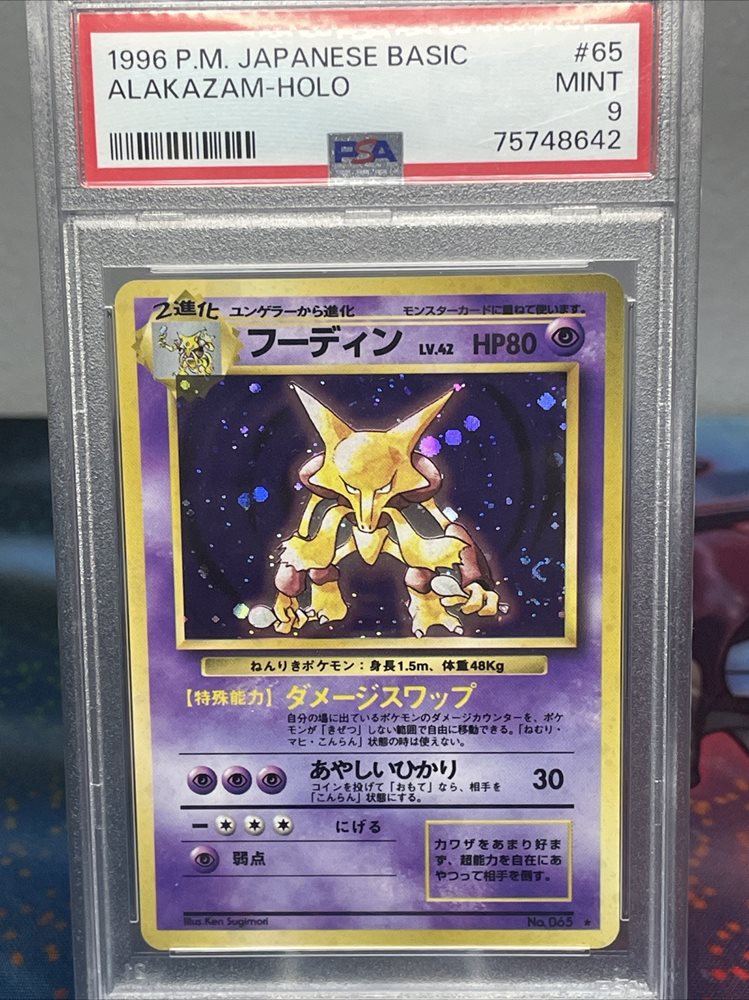 1996 P.M. JAPANESE BASIC #65
ALAKAZAM-HOLO MINT
9
75748642
PSA
2進化 ユンゲラーから進化 モンスターカードに重ねて使います。
フーディン LV.42 HP80
ねんりきポケモン：身長1.5m、体重48Kg
【特殊能力】ダメージスワップ
自分の場に出ているポケモンのダメージカウンターを、ポケ
モンが「きぜつ」しない範囲で自由に移動できる。「ねむり・
マヒ・こんらん」状態の時は使えない。
あやしいひかり 30
コインを投げて「おもて」なら、相手を
「こんらん」状態にする。
ー にげる
弱点
力ワザをあまり好ま
ず、超能力を自在にあ
やつって相手を倒す。
Illus.Ken Sugimori No. 065 ★